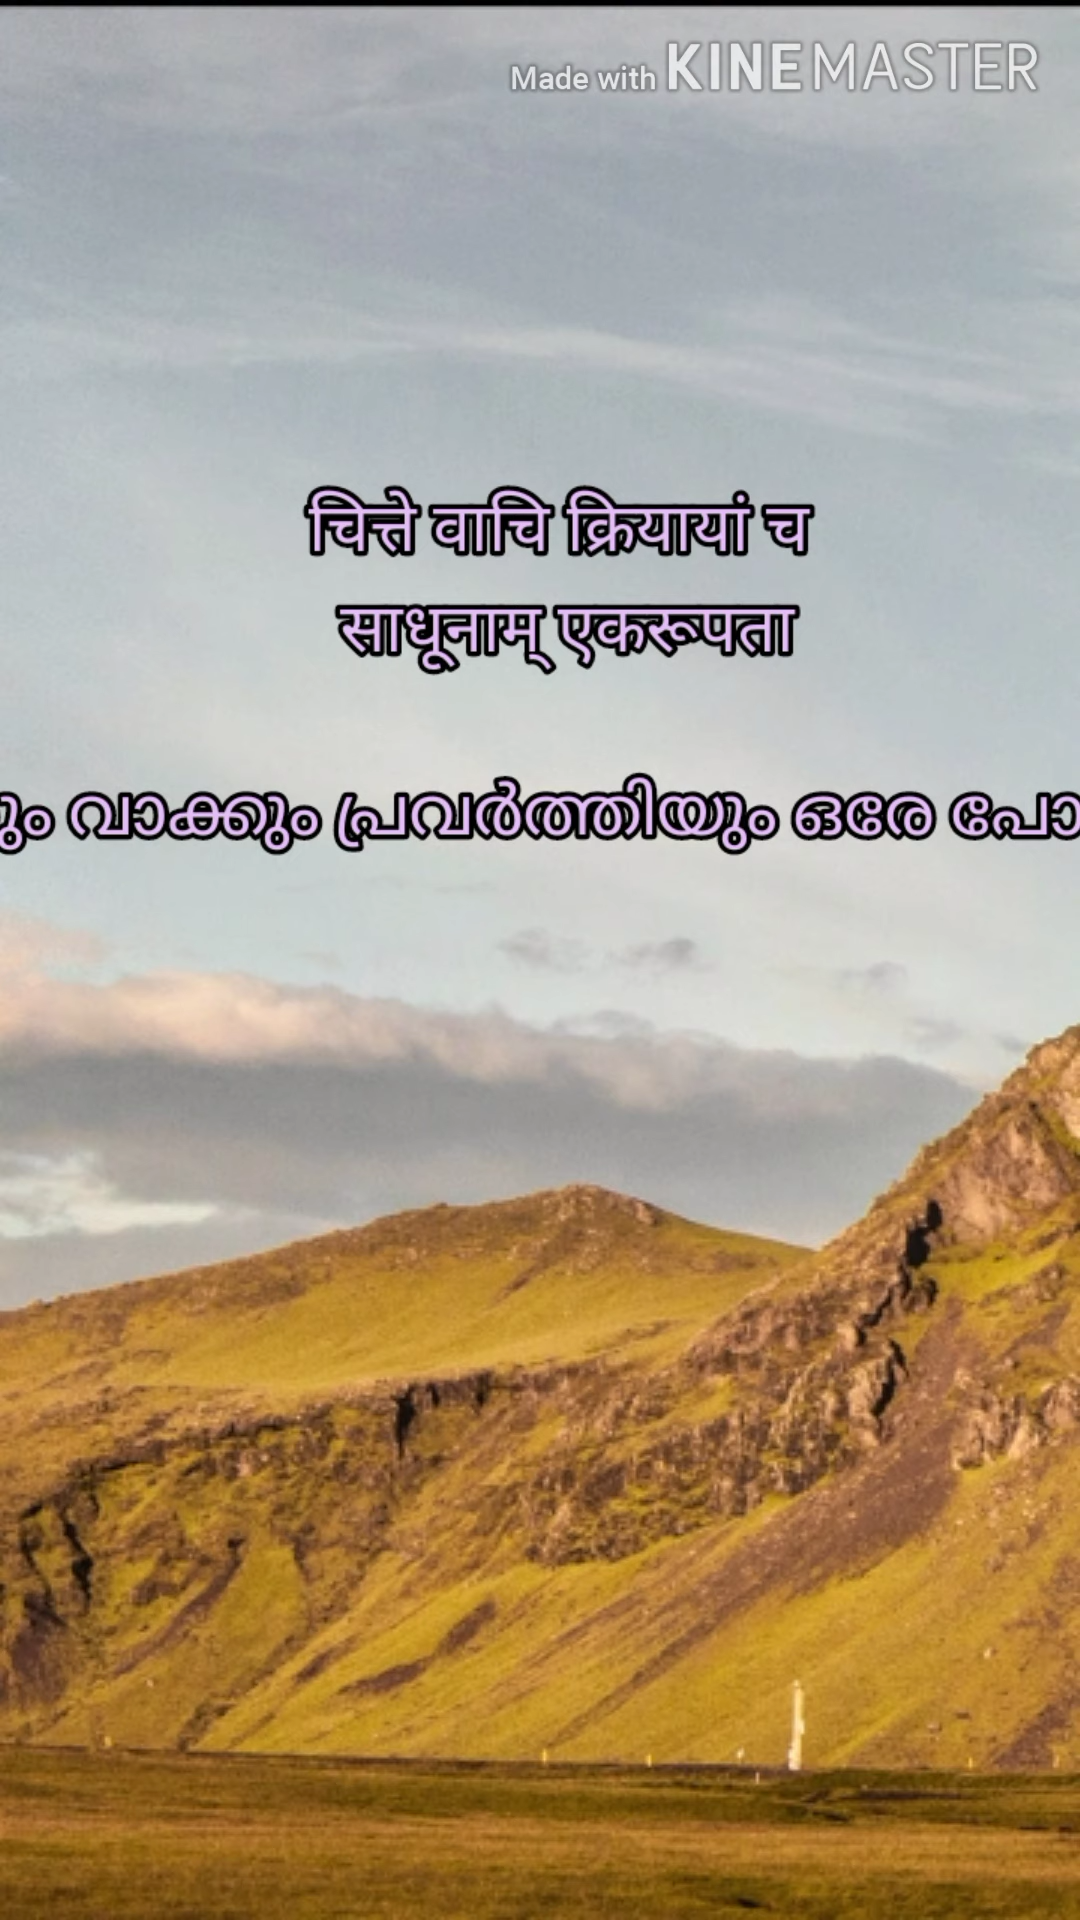 Made with KINEMASTER
चित्ते वाचि क्रियायां च
साधूनाम् एकरूपता
വാക്കും പ്രവർത്തിയും ഒരേ